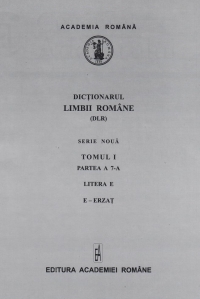 ACADEMIA ROMÂNĂ
DICȚIONARUL
LIMBII ROMÂNE
(DLR)
SERIE NOUĂ
TOMUL I
PARTEA A 7-A
LITERA E
E – ERZAȚ
EDITURA ACADEMIEI ROMÂNE